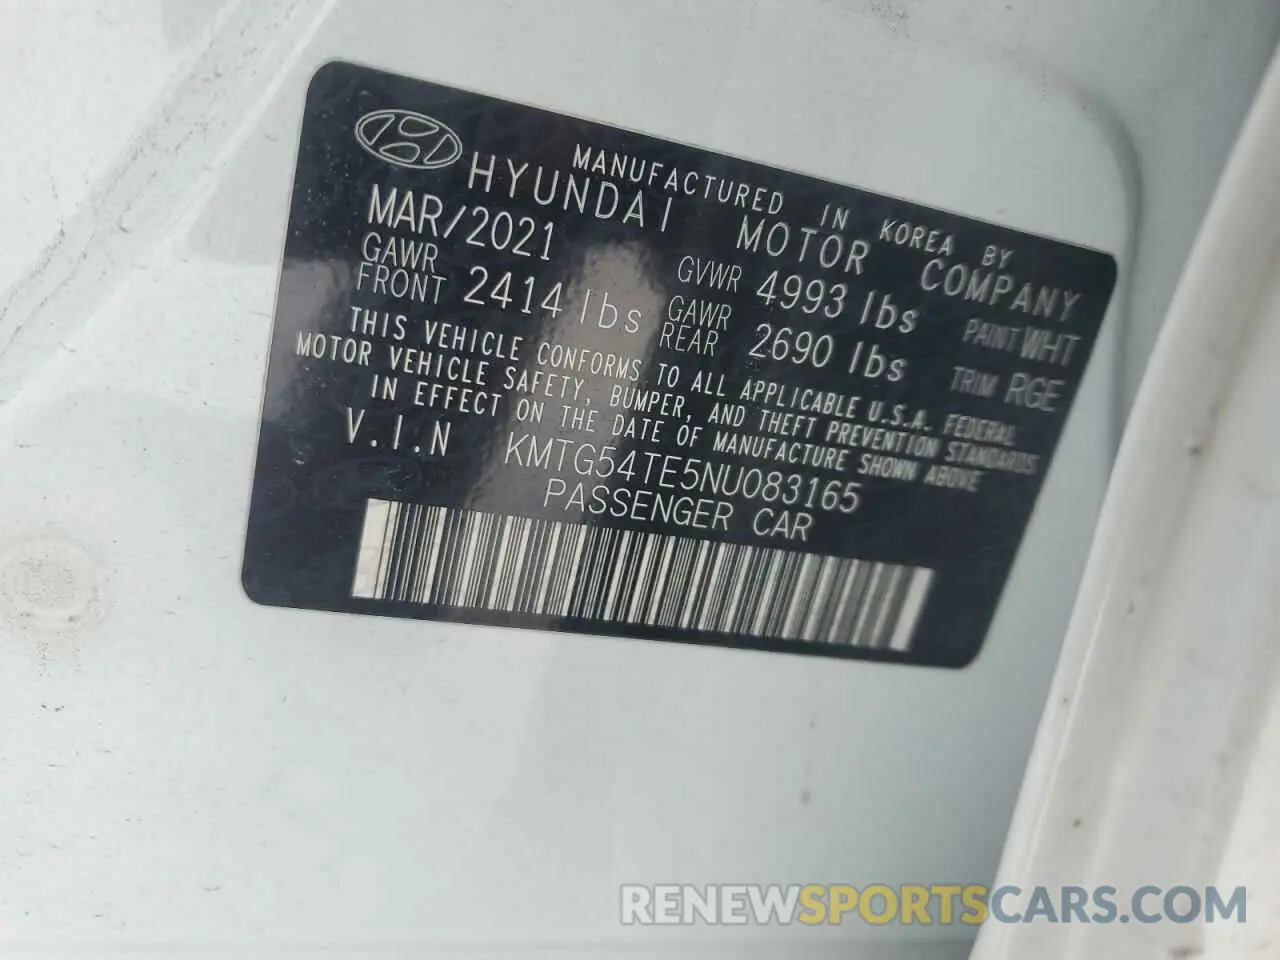 MANUFACTURED IN KOREA BY
HYUNDAI MOTOR COMPANY
MAR/2021 GVWR 4993 lbs PAINT WHT
GAWR FRONT 2414 lbs GAWR REAR 2690 lbs TRIM RGE
THIS VEHICLE CONFORMS TO ALL APPLICABLE U.S.A. FEDERAL
MOTOR VEHICLE SAFETY, BUMPER, AND THEFT PREVENTION STANDARDS
IN EFFECT ON THE DATE OF MANUFACTURE SHOWN ABOVE
V.I.N KMTG54TE5NU083165
PASSENGER CAR
RENEWSPORTSCARS.COM